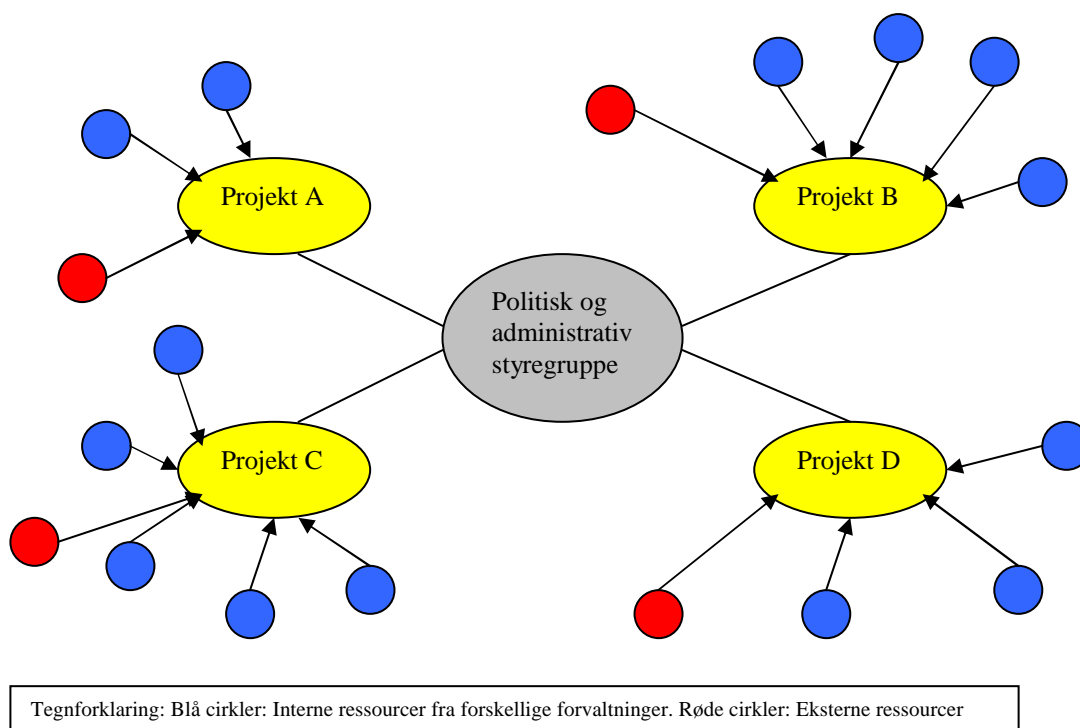 Projekt A
Projekt B
Politisk og
administrativ
styregruppe
Projekt C
Projekt D
Tegnforklaring: Blå cirkler: Interne ressourcer fra forskellige forvaltninger. Røde cirkler: Eksterne ressourcer